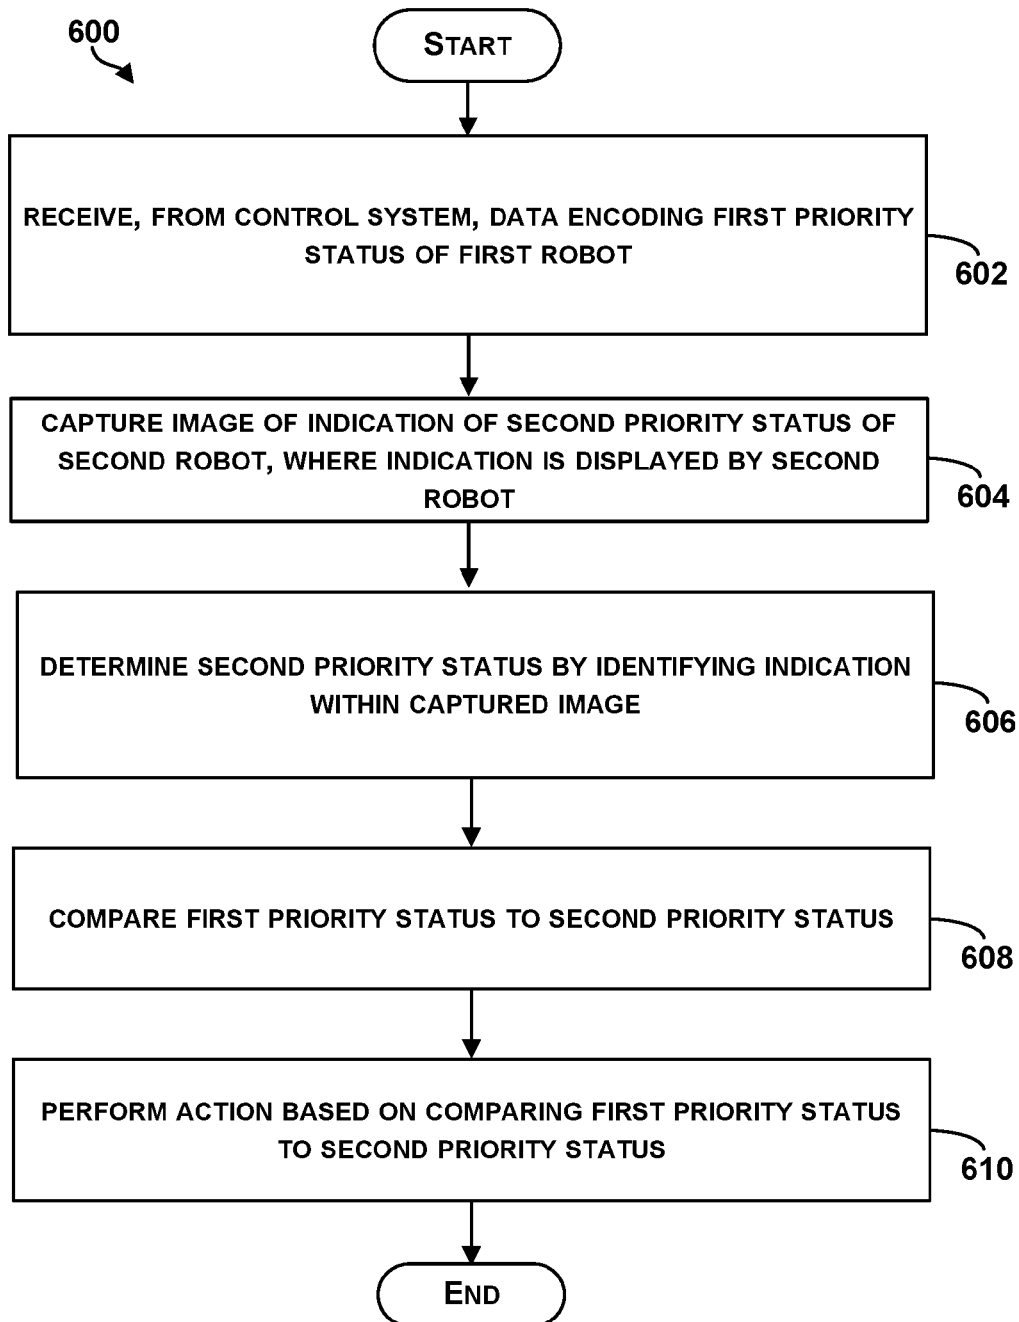 600
START
RECEIVE, FROM CONTROL SYSTEM, DATA ENCODING FIRST PRIORITY
STATUS OF FIRST ROBOT
602
CAPTURE IMAGE OF INDICATION OF SECOND PRIORITY STATUS OF
SECOND ROBOT, WHERE INDICATION IS DISPLAYED BY SECOND
ROBOT
604
DETERMINE SECOND PRIORITY STATUS BY IDENTIFYING INDICATION
WITHIN CAPTURED IMAGE
606
COMPARE FIRST PRIORITY STATUS TO SECOND PRIORITY STATUS
608
PERFORM ACTION BASED ON COMPARING FIRST PRIORITY STATUS
TO SECOND PRIORITY STATUS
610
END